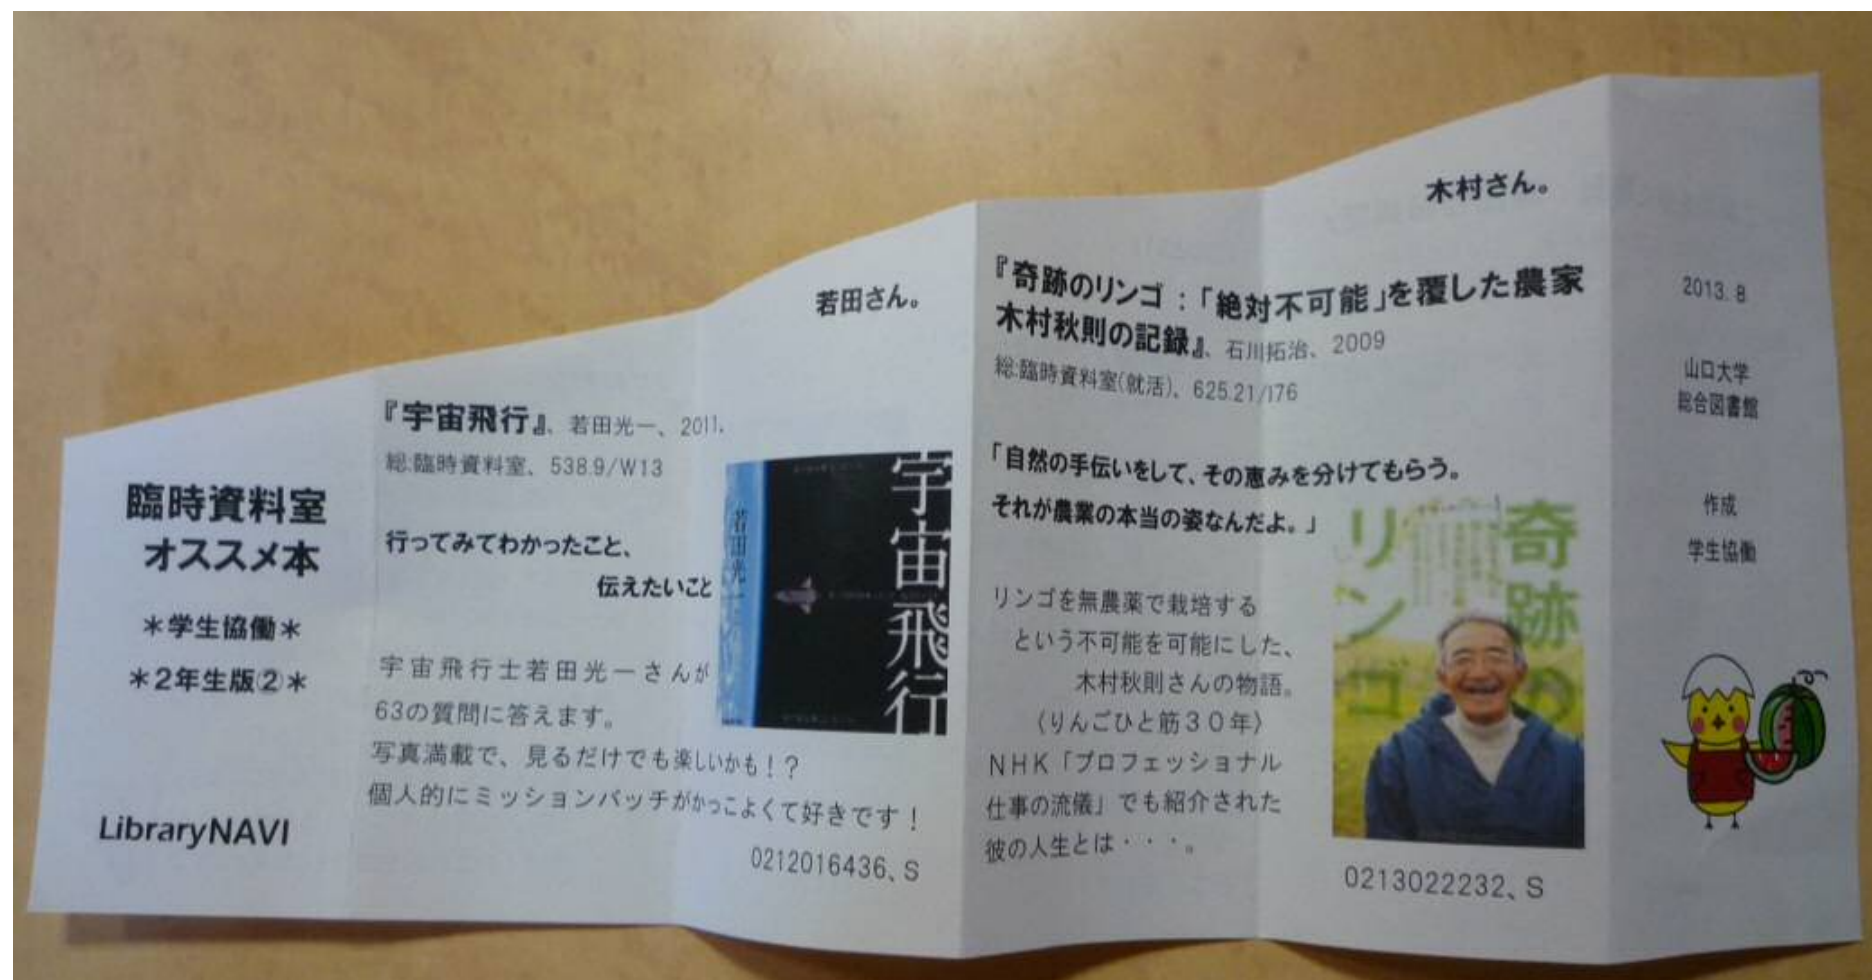 臨時資料室
オススメ本
＊学生協働＊
＊2年生版②＊
LibraryNAVI
若田さん。
『宇宙飛行』、若田光一、2011.
総:臨時資料室、538.9/W13
行ってみてわかったこと、
伝えたいこと
宇宙飛行士若田光一さんが
63の質問に答えます。
写真満載で、見るだけでも楽しいかも！？
個人的にミッションパッチがかっこよくて好きです！
0212016436、S
宇宙飛行
若田光一
木村さん。
『奇跡のリンゴ：「絶対不可能」を覆した農家
木村秋則の記録』、石川拓治、2009
総:臨時資料室(就活)、625.21/I76
「自然の手伝いをして、その恵みを分けてもらう。
それが農業の本当の姿なんだよ。」
リンゴを無農薬で栽培する
という不可能を可能にした、
木村秋則さんの物語。
（りんごひと筋３０年）
ＮＨＫ「プロフェッショナル
仕事の流儀」でも紹介された
彼の人生とは・・・。
0213022232、S
奇跡の
リンゴ
2013. 8
山口大学
総合図書館
作成
学生協働